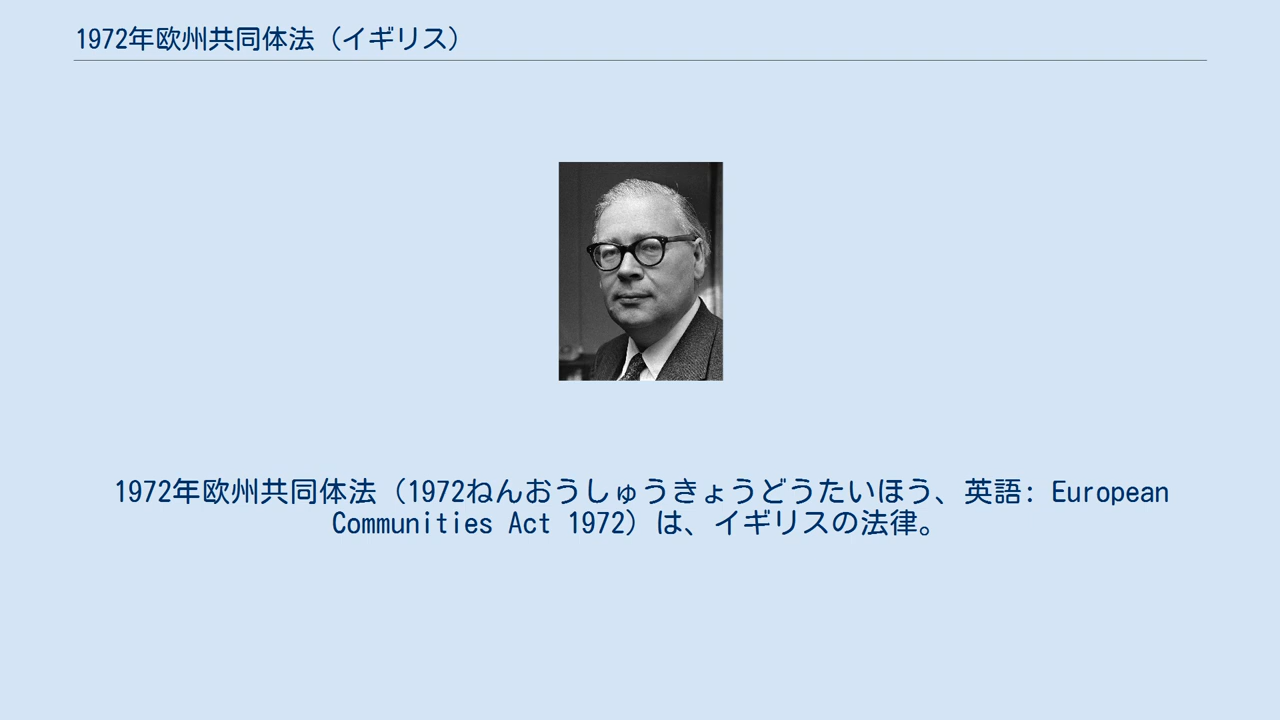 1972年欧州共同体法（イギリス）
1972年欧州共同体法（1972ねんおうしゅうきょうどうたいほう、英語: European
Communities Act 1972）は、イギリスの法律。